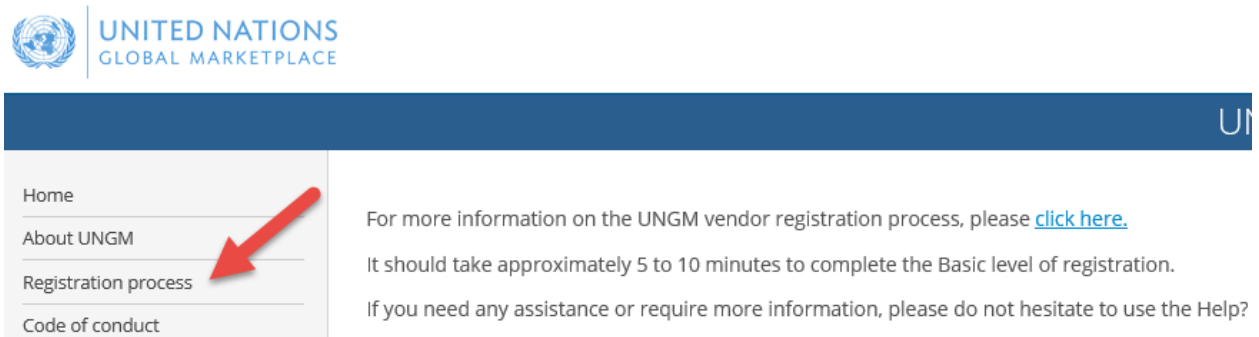 UNITED NATIONS
GLOBAL MARKETPLACE
UN
Home
About UNGM
Registration process
Code of conduct
For more information on the UNGM vendor registration process, please click here.
It should take approximately 5 to 10 minutes to complete the Basic level of registration.
If you need any assistance or require more information, please do not hesitate to use the Help?